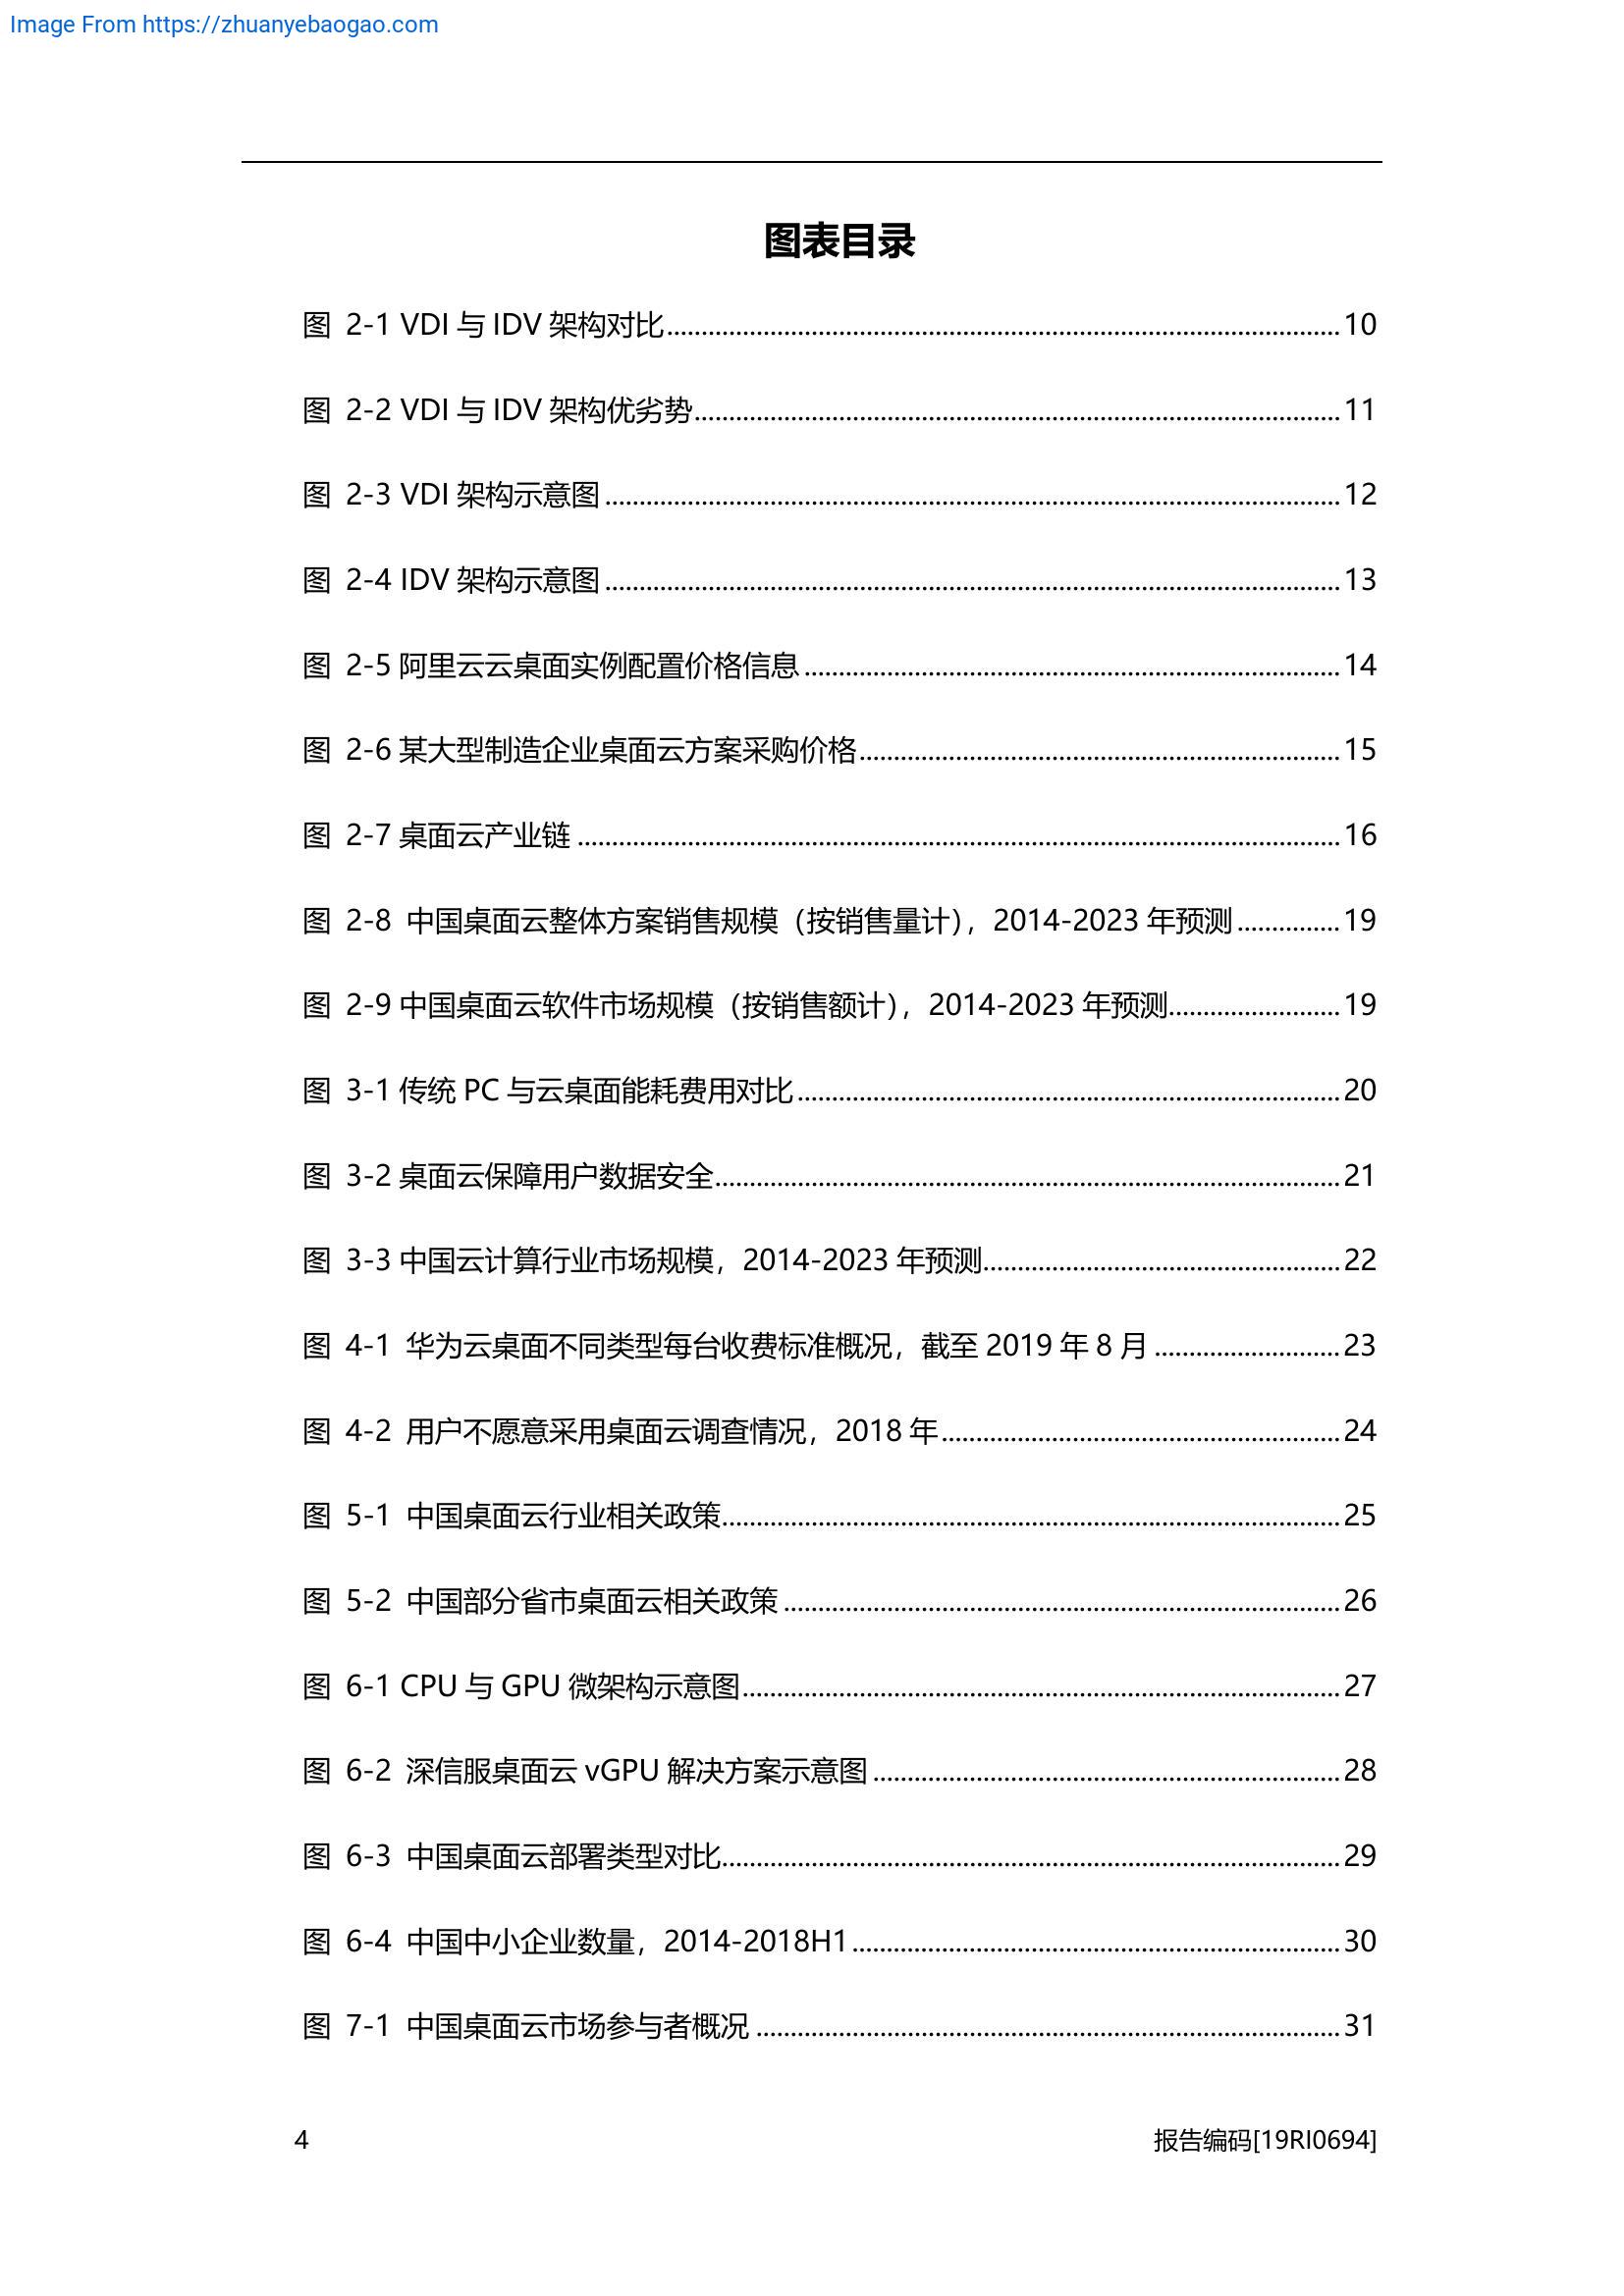 Image From https://zhuanyebaogao.com
图表目录
图 2-1 VDI 与 IDV 架构对比........................................10
图 2-2 VDI 与 IDV 架构优劣势........................................11
图 2-3 VDI 架构示意图........................................12
图 2-4 IDV 架构示意图........................................13
图 2-5 阿里云云桌面实例配置价格信息........................................14
图 2-6 某大型制造企业桌面云方案采购价格........................................15
图 2-7 桌面云产业链........................................16
图 2-8 中国桌面云整体方案销售规模（按销售量计），2014-2023 年预测...............19
图 2-9 中国桌面云软件市场规模（按销售额计），2014-2023 年预测.........................19
图 3-1 传统 PC 与云桌面能耗费用对比........................................20
图 3-2 桌面云保障用户数据安全........................................21
图 3-3 中国云计算行业市场规模，2014-2023 年预测........................................22
图 4-1 华为云桌面不同类型每台收费标准概况，截至 2019 年 8 月...........................23
图 4-2 用户不愿意采用桌面云调查情况，2018 年........................................24
图 5-1 中国桌面云行业相关政策........................................25
图 5-2 中国部分省市桌面云相关政策........................................26
图 6-1 CPU 与 GPU 微架构示意图........................................27
图 6-2 深信服桌面云 vGPU 解决方案示意图........................................28
图 6-3 中国桌面云部署类型对比........................................29
图 6-4 中国中小企业数量，2014-2018H1........................................30
图 7-1 中国桌面云市场参与者概况........................................31
4 报告编码[19RI0694]